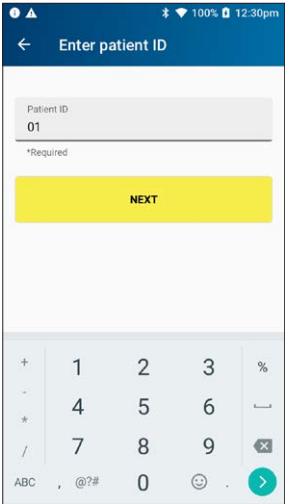 100% 12:30pm
Enter patient ID
Patient ID
01
*Required
NEXT
+ 1 2 3 %
- 4 5 6
*
/ 7 8 9
ABC , @?# 0 .